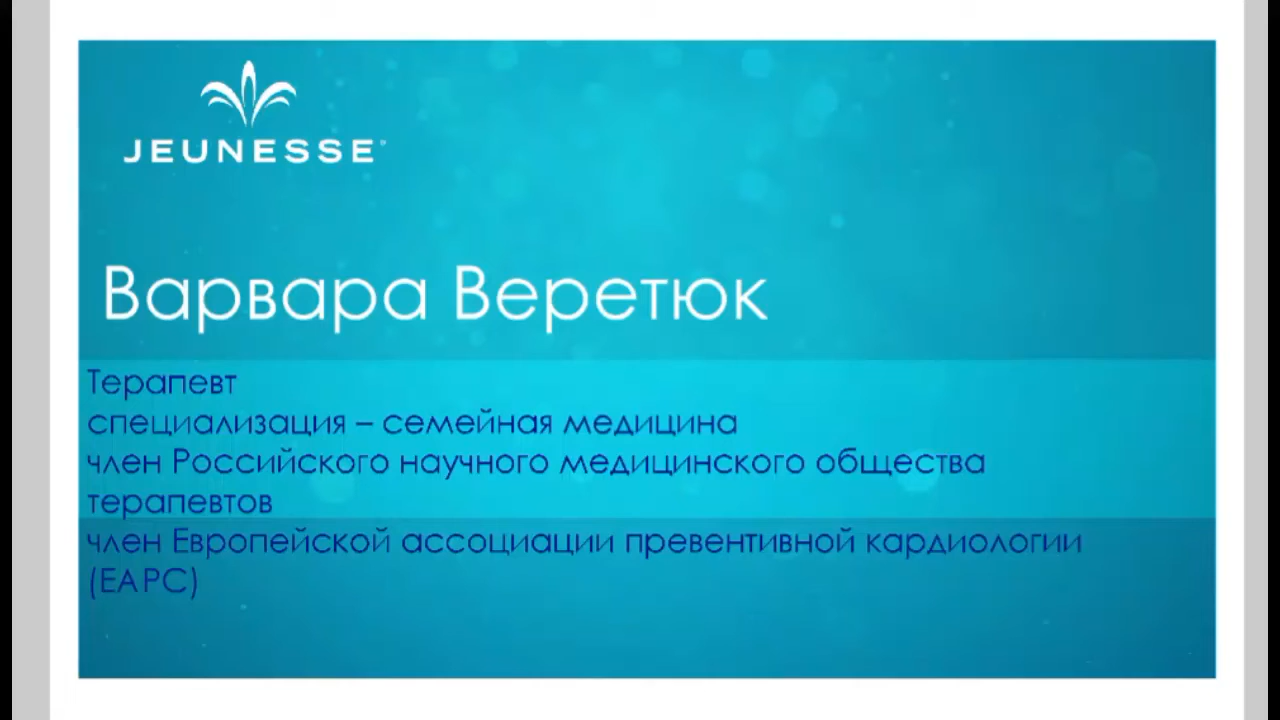 JEUNESSE
Варвара Веретюк
Терапевт
специализация – семейная медицина
член Российского научного медицинского общества
терапевтов
член Европейской ассоциации превентивной кардиологии
(EAPC)